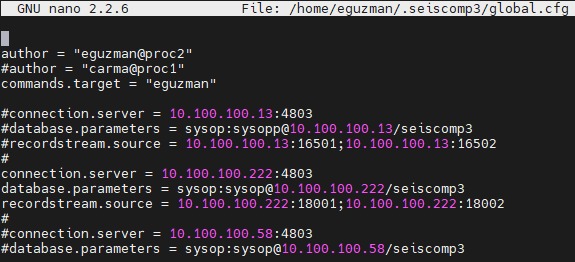 GNU nano 2.2.6 File: /home/eguzman/.seiscomp3/global.cfg
author = "eguzman@proc2"
#author = "carma@proc1"
commands.target = "eguzman"
#connection.server = 10.100.100.13:4803
#database.parameters = sysop:sysopp@10.100.100.13/seiscomp3
#recordstream.source = 10.100.100.13:16501;10.100.100.13:16502
#
connection.server = 10.100.100.222:4803
database.parameters = sysop:sysop@10.100.100.222/seiscomp3
recordstream.source = 10.100.100.222:18001;10.100.100.222:18002
#
#connection.server = 10.100.100.58:4803
#database.parameters = sysop:sysop@10.100.100.58/seiscomp3